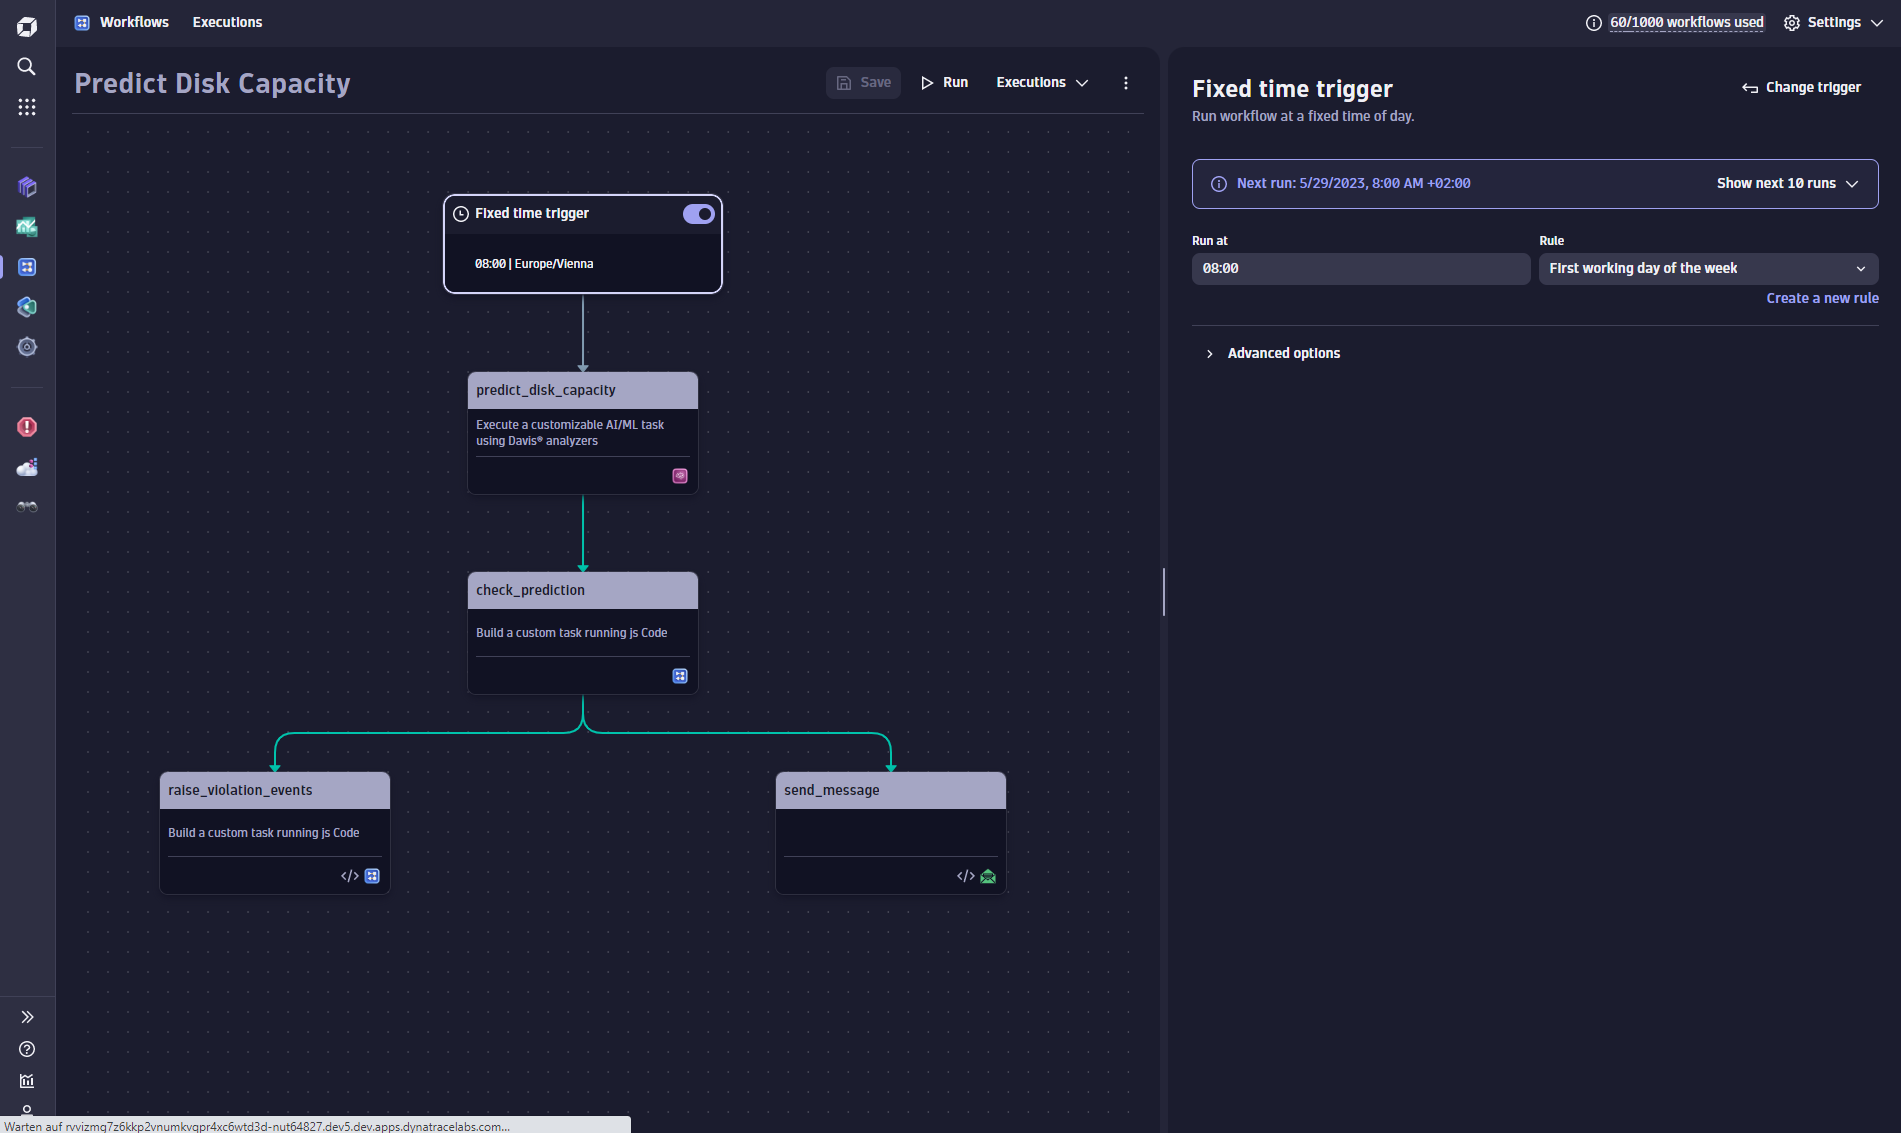 Workflows
Executions
60/1000 workflows used
Settings
Predict Disk Capacity
Save
Run
Executions
Fixed time trigger
08:00 | Europe/Vienna
predict_disk_capacity
Execute a customizable AI/ML task
using Davis® analyzers
check_prediction
Build a custom task running js Code
raise_violation_events
Build a custom task running js Code
</>
send_message
</>
Fixed time trigger
Change trigger
Run workflow at a fixed time of day.
Next run: 5/29/2023, 8:00 AM +02:00
Show next 10 runs
Run at
Rule
08:00
First working day of the week
Create a new rule
Advanced options
Warten auf rvvizmq7z6kkp2vnumkvqpr4xc6wtd3d-nut64827.dev5.dev.apps.dynatracelabs.com...